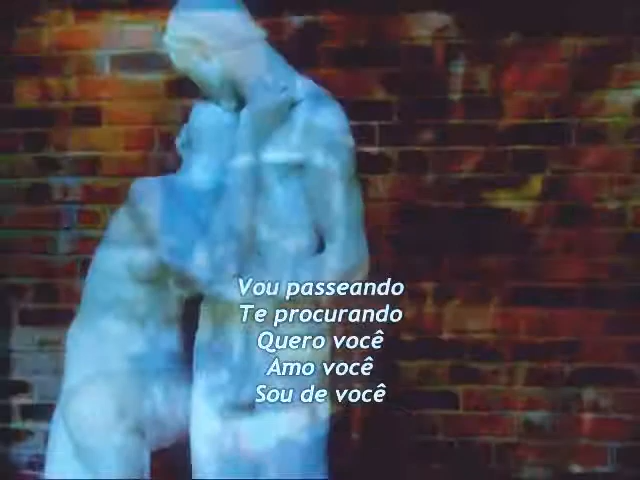 Vou passeando
Te procurando
Quero você
Amo você
Sou de você